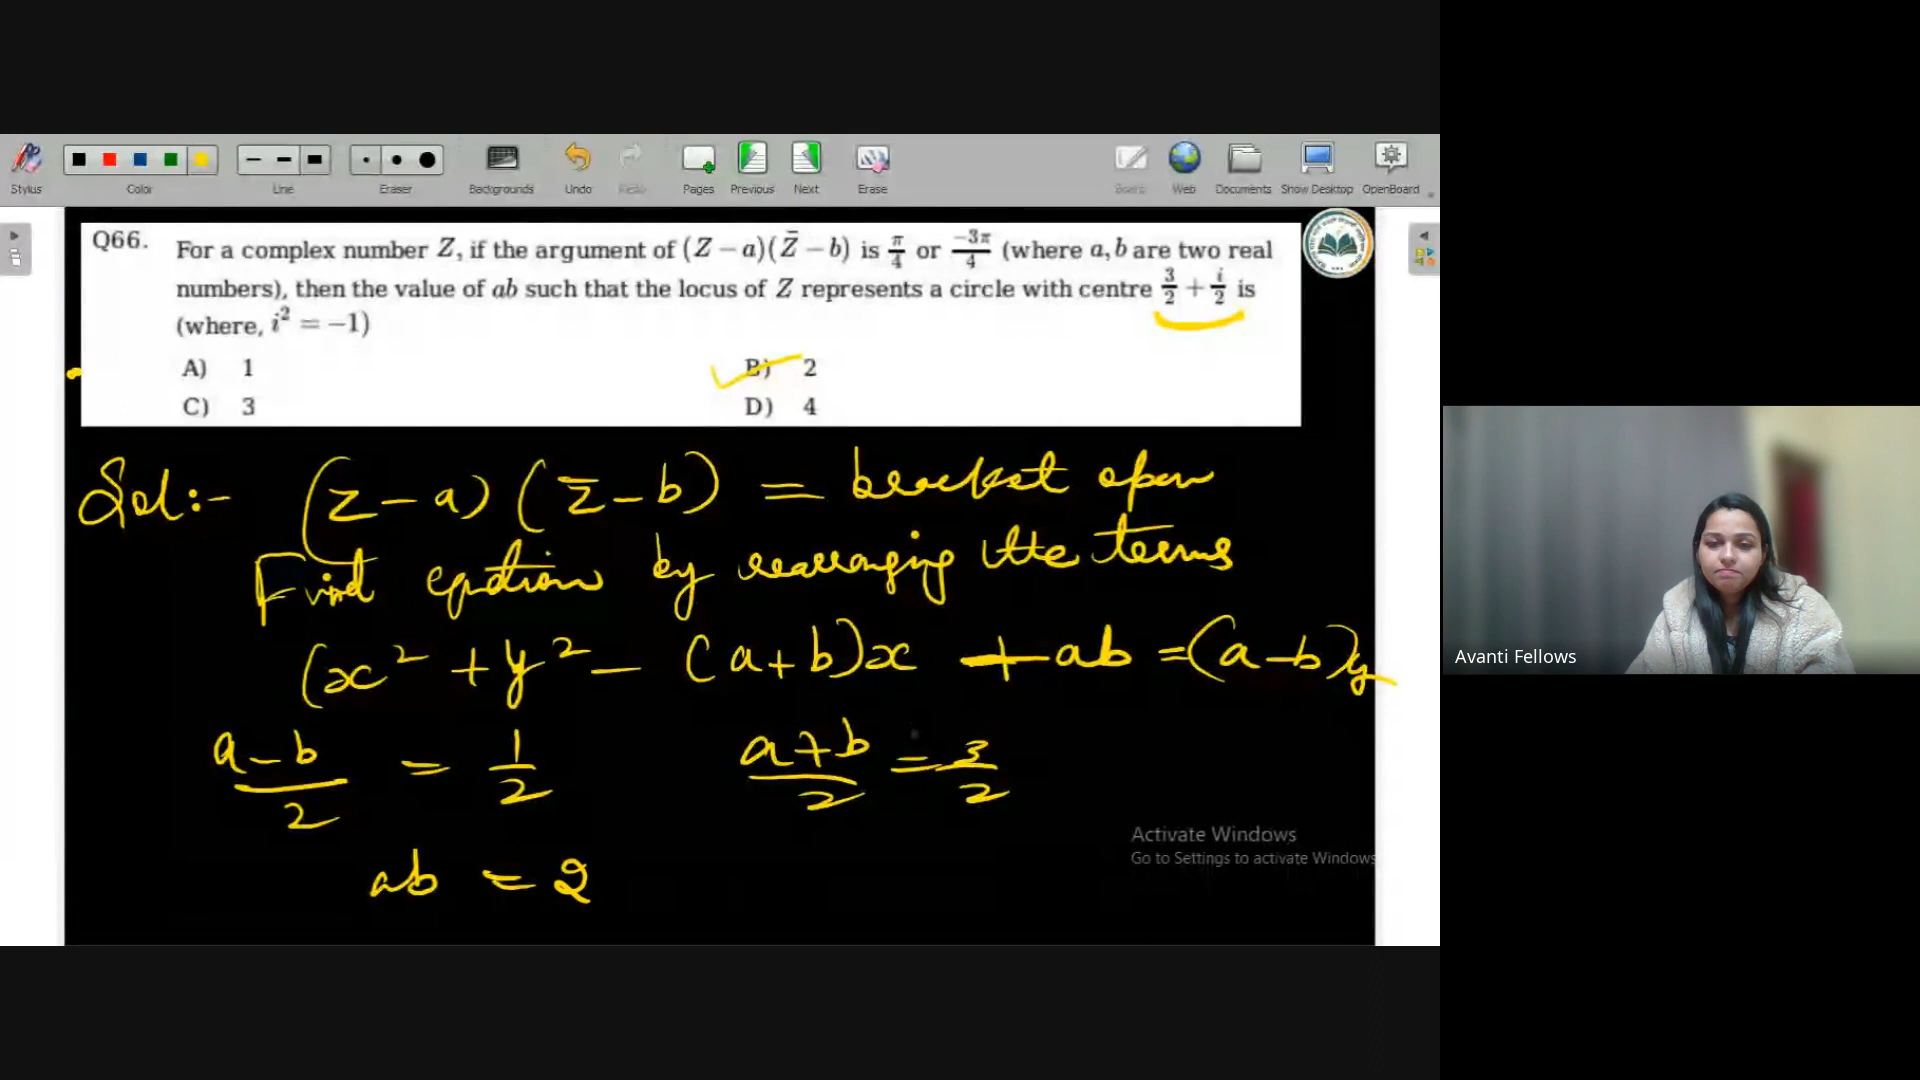 Stylus Color Line Eraser Backgrounds Undo Redo Pages Previous Next Erase Board Web Documents Show Desktop OpenBoard
Q66. For a complex number Z, if the argument of (Z − a)(Z̄ − b) is π/4 or −3π/4 (where a, b are two real
numbers), then the value of ab such that the locus of Z represents a circle with centre 3/2 + i/2 is
(where, i² = −1)
A) 1 B) 2
C) 3 D) 4
Sol:- (z − a) (z̄ − b) = bracket open
Find equation by rearranging the terms
(x² + y² − (a+b)x + ab = (a−b)y
a−b/2 = 1/2 a+b/2 = 3/2
ab = 2
Activate Windows
Go to Settings to activate Windows
Avanti Fellows